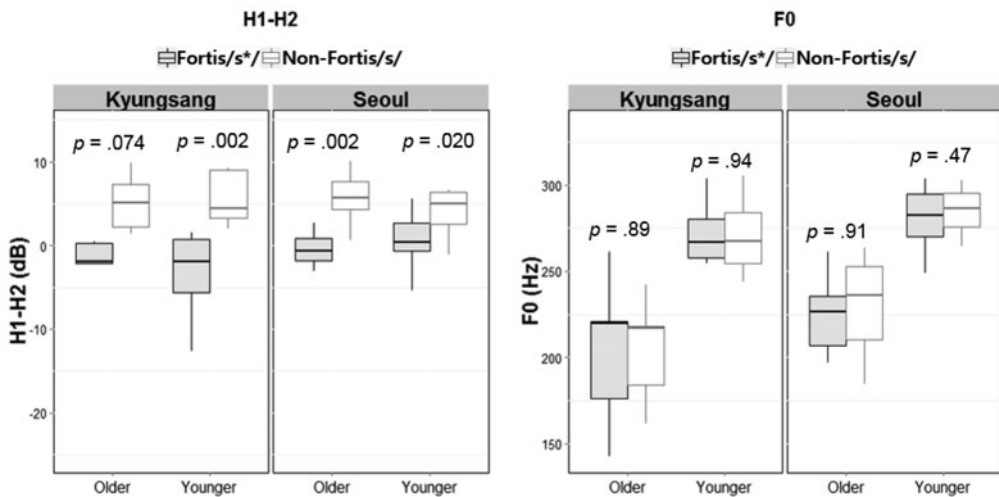 H1-H2
Fortis/s*/ Non-Fortis/s/
Kyungsang Seoul
p = .074 p = .002 p = .002 p = .020
10
0
-10
-20
H1-H2 (dB)
Older Younger Older Younger
F0
Fortis/s*/ Non-Fortis/s/
Kyungsang Seoul
p = .89 p = .94 p = .91 p = .47
300
250
200
150
F0 (Hz)
Older Younger Older Younger